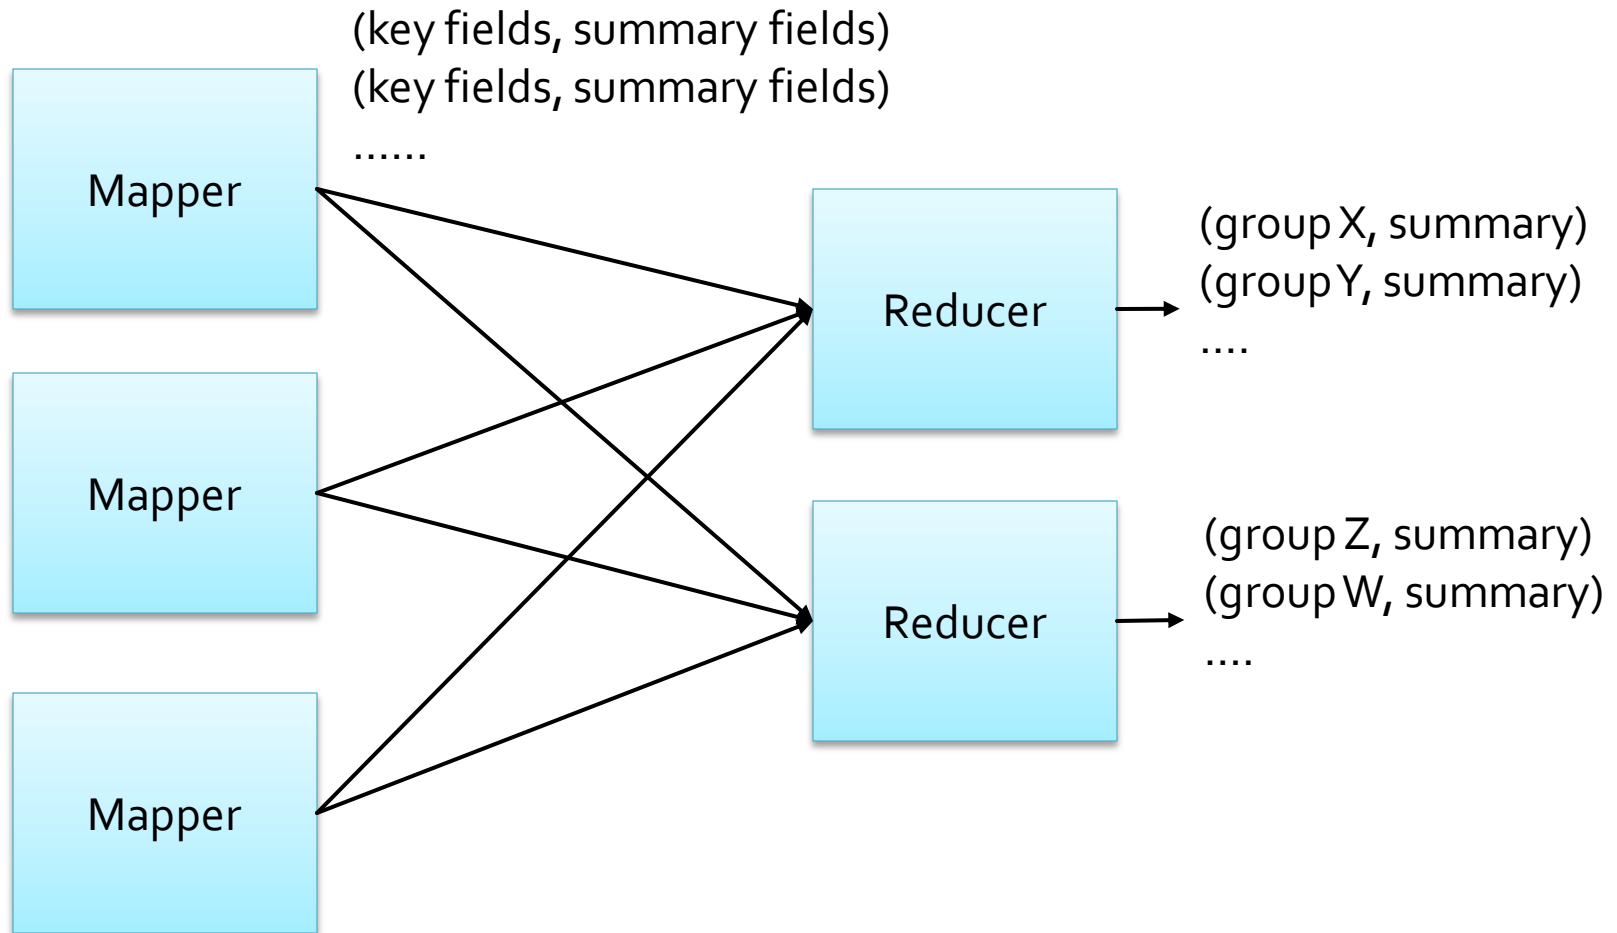 (key fields, summary fields)
(key fields, summary fields)
......
Mapper
Reducer
(group X, summary)
(group Y, summary)
....
Mapper
Reducer
(group Z, summary)
(group W, summary)
....
Mapper